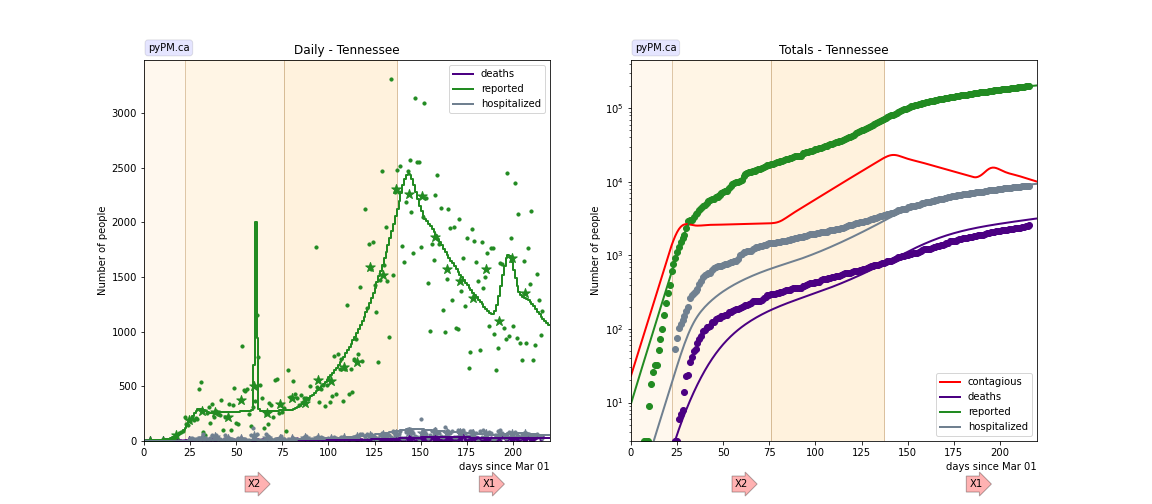 pyPM.ca
Daily - Tennessee
deaths
reported
hospitalized
Number of people
3000
2500
2000
1500
1000
500
0
0 25 50 75 100 125 150 175 200
days since Mar 01
X2 X1
pyPM.ca
Totals - Tennessee
Number of people
10⁵
10⁴
10³
10²
10¹
contagious
deaths
reported
hospitalized
0 25 50 75 100 125 150 175 200
days since Mar 01
X2 X1